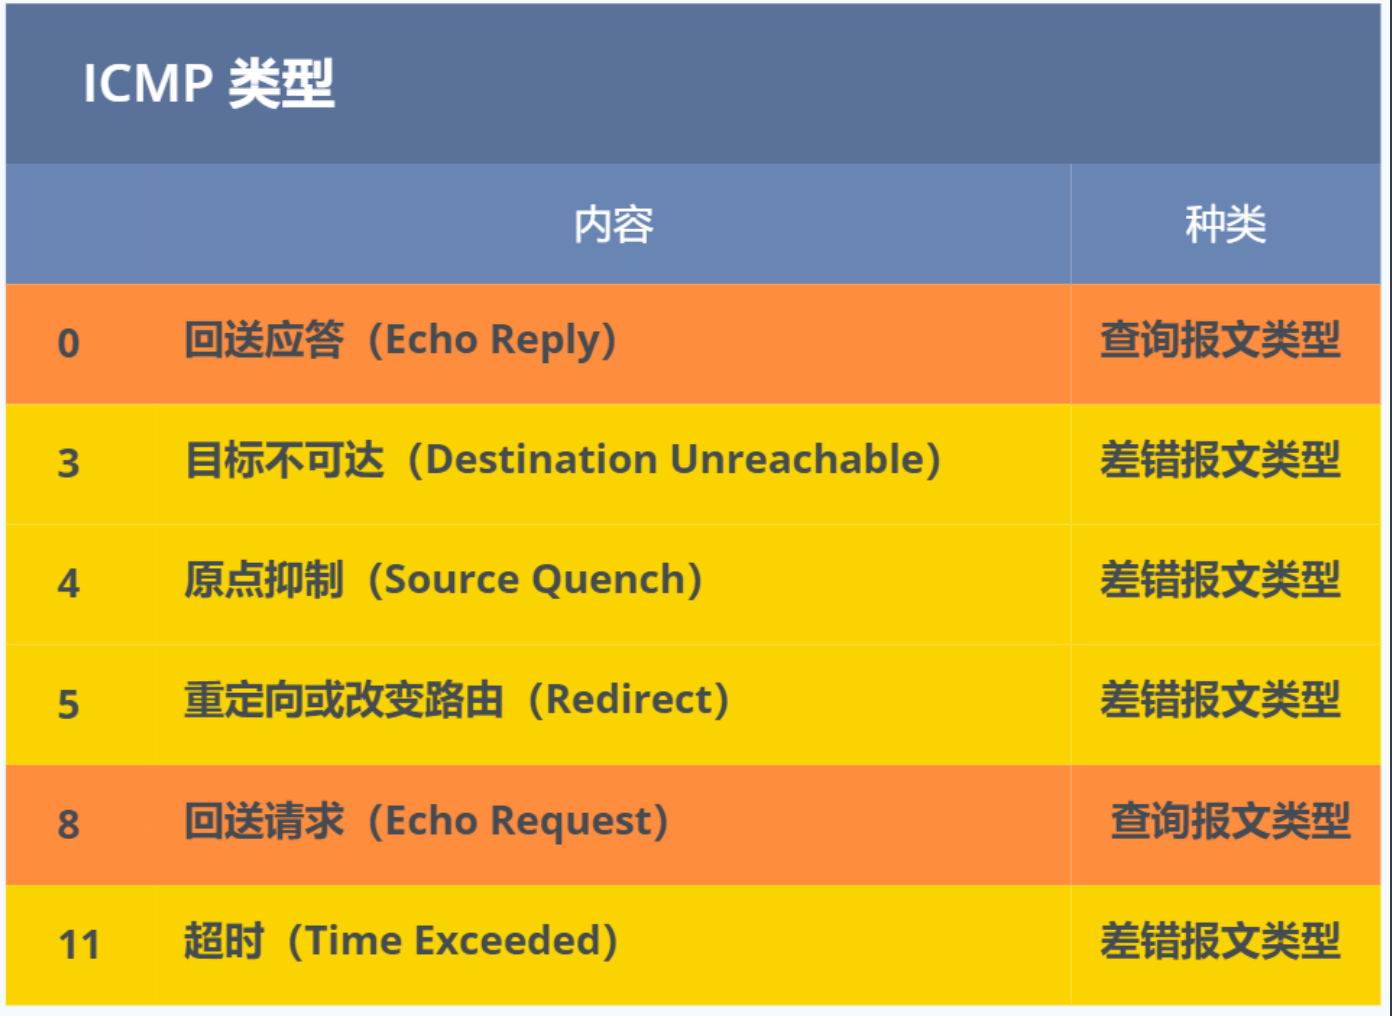 ICMP 类型
内容 种类
0 回送应答（Echo Reply） 查询报文类型
3 目标不可达（Destination Unreachable） 差错报文类型
4 原点抑制（Source Quench） 差错报文类型
5 重定向或改变路由（Redirect） 差错报文类型
8 回送请求（Echo Request） 查询报文类型
11 超时（Time Exceeded） 差错报文类型